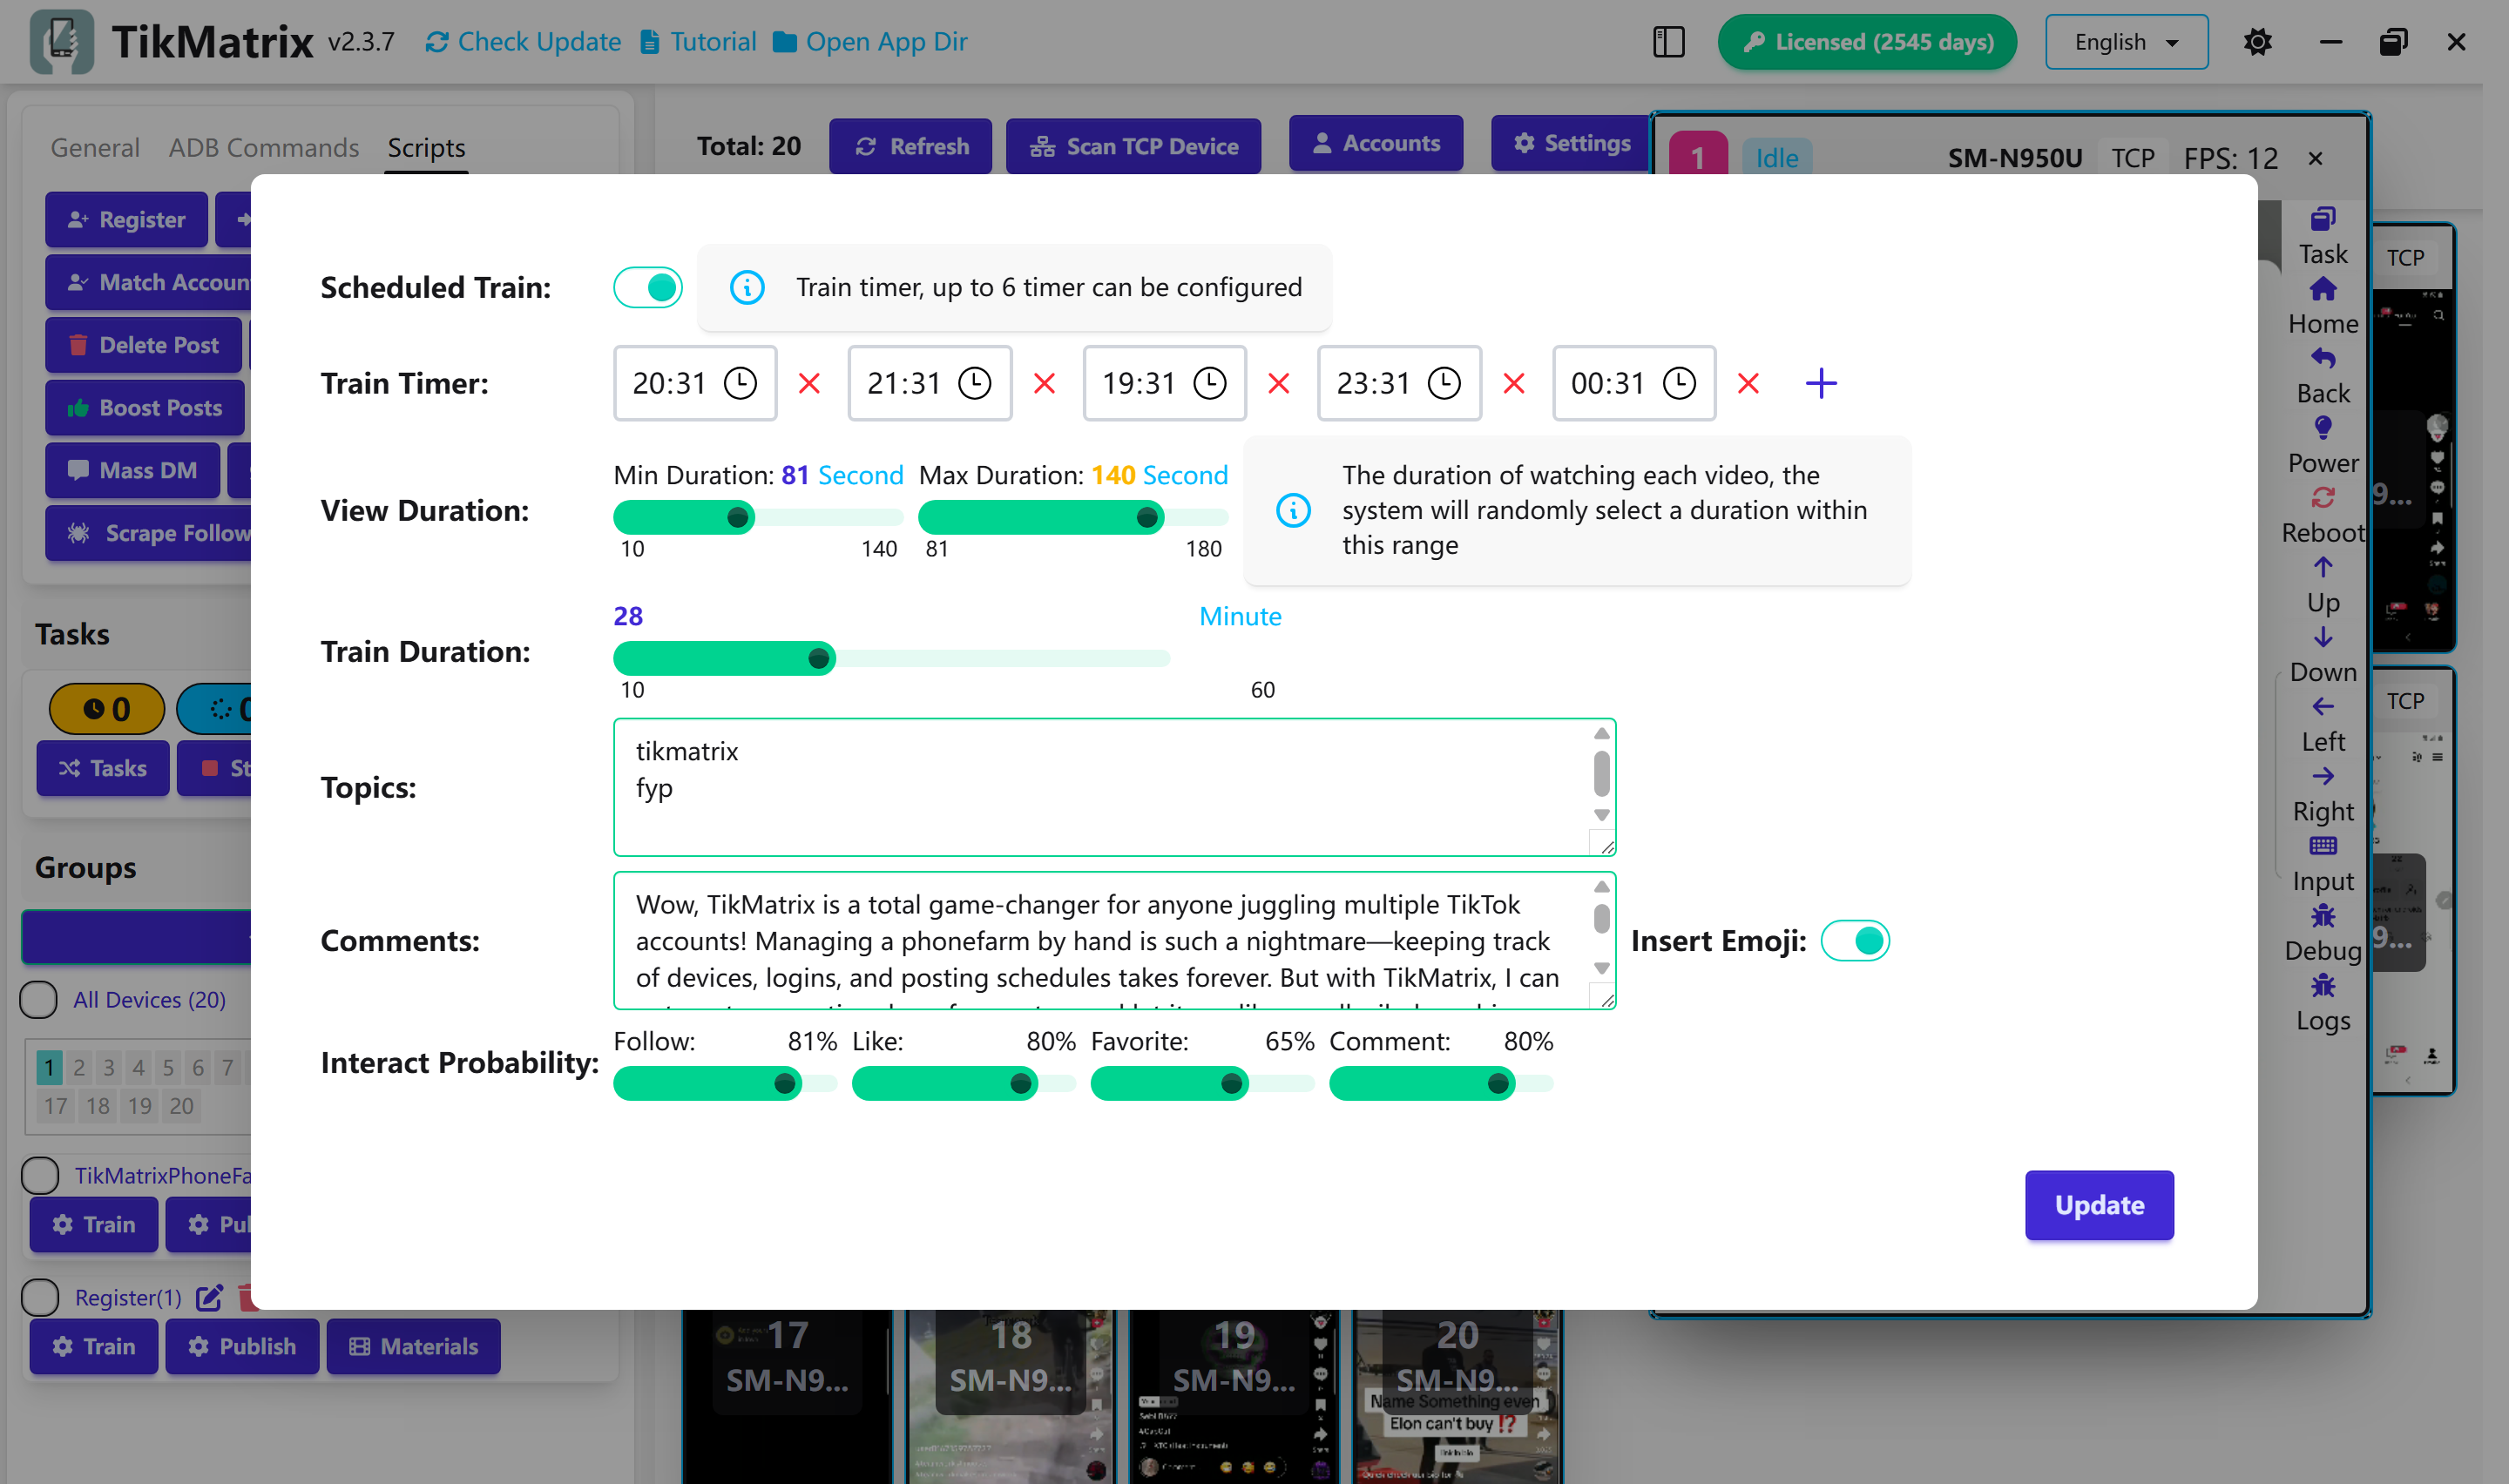 TikMatrix v2.3.7 Check Update Tutorial Open App Dir Licensed (2545 days) English
General ADB Commands Scripts
Total: 20 Refresh Scan TCP Device Accounts Settings
1 Idle SM-N950U TCP FPS: 12
Register
Match Accoun
Delete Post
Boost Posts
Mass DM
Scrape Follow
Tasks
0
Tasks St
Groups
All Devices (20)
1 2 3 4 5 6 7
17 18 19 20
TikMatrixPhoneFa
Train Pul
Register(1)
Train Publish Materials
Scheduled Train: Train timer, up to 6 timer can be configured
Train Timer: 20:31 21:31 19:31 23:31 00:31
View Duration:
Min Duration: 81 Second Max Duration: 140 Second
10 140 81 180
The duration of watching each video, the
system will randomly select a duration within
this range
Train Duration:
28 Minute
10 60
Topics:
tikmatrix
fyp
Comments:
Wow, TikMatrix is a total game-changer for anyone juggling multiple TikTok
accounts! Managing a phonefarm by hand is such a nightmare—keeping track
of devices, logins, and posting schedules takes forever. But with TikMatrix, I can
Insert Emoji:
Interact Probability:
Follow: 81% Like: 80% Favorite: 65% Comment: 80%
Update
Task
Home
Back
Power
Reboot
Up
Down
Left
Right
Input
Debug
Logs
TCP
9...
TCP
9...
17
SM-N9...
18
SM-N9...
19
SM-N9...
20
SM-N9...
Name Something even
Elon can't buy ⁉️